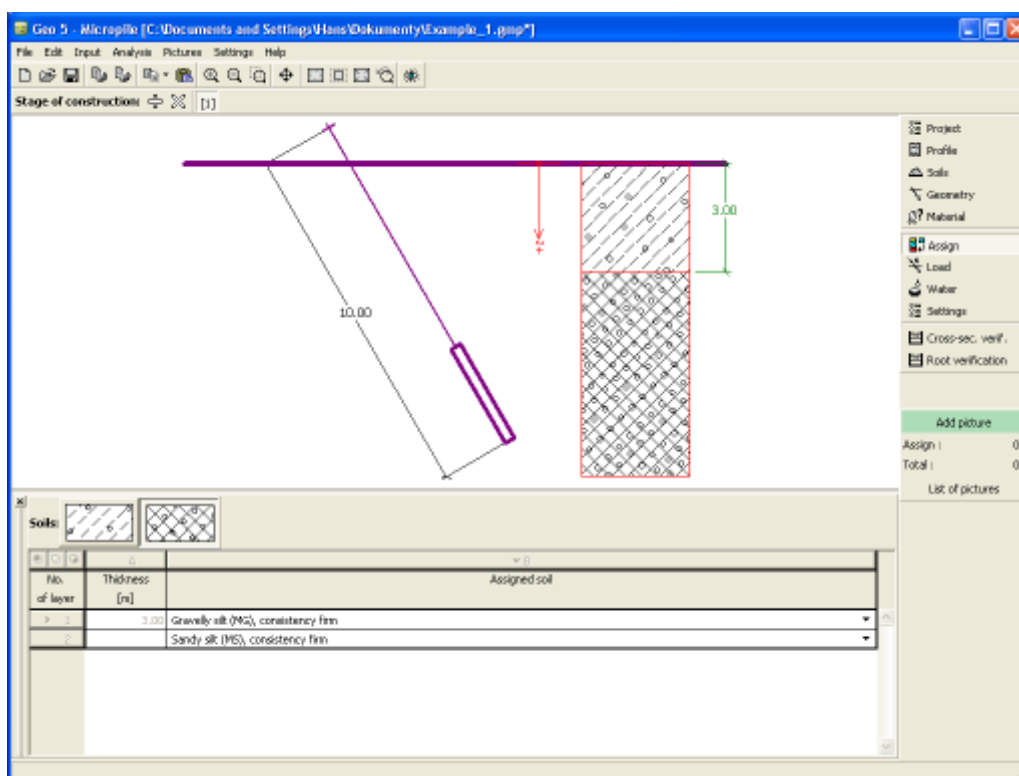 Geo 5 - Micropile [C:\Documents and Settings\Hans\Dokumenty\Example_1.gmp*]
File Edit Input Analysis Pictures Settings Help
Stage of construction: [1]
Project
Profile
Soils
Geometry
Material
Assign
Load
Water
Settings
Cross-sec. verif.
Root verification
Add picture
Assign : 0
Total : 0
List of pictures
3.00
+z
10.00
Soils:
No. of layer
Thickness [m]
Assigned soil
1 3.00 Gravelly silt (MG), consistency firm
2 Sandy silt (MS), consistency firm